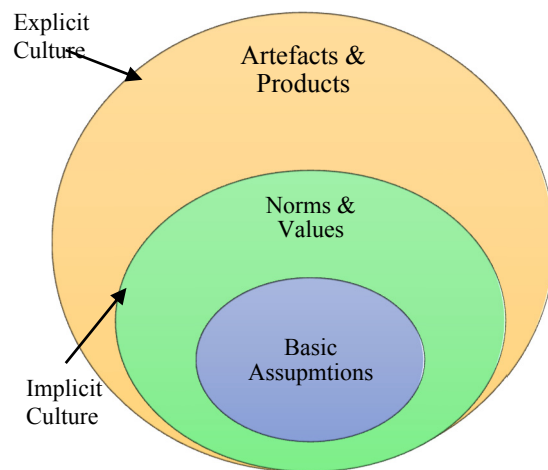 Explicit
Culture
Artefacts &
Products
Norms &
Values
Basic
Assupmtions
Implicit
Culture